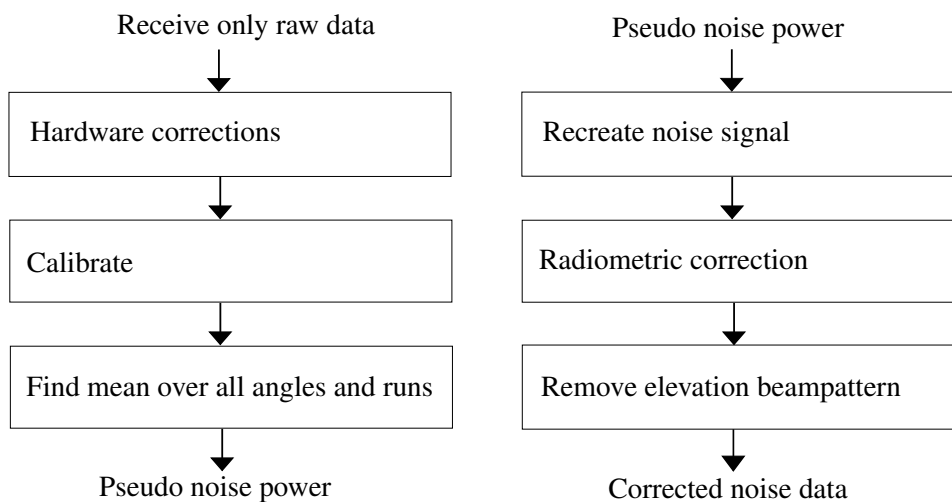 Receive only raw data
Hardware corrections
Calibrate
Find mean over all angles and runs
Pseudo noise power
Pseudo noise power
Recreate noise signal
Radiometric correction
Remove elevation beampattern
Corrected noise data